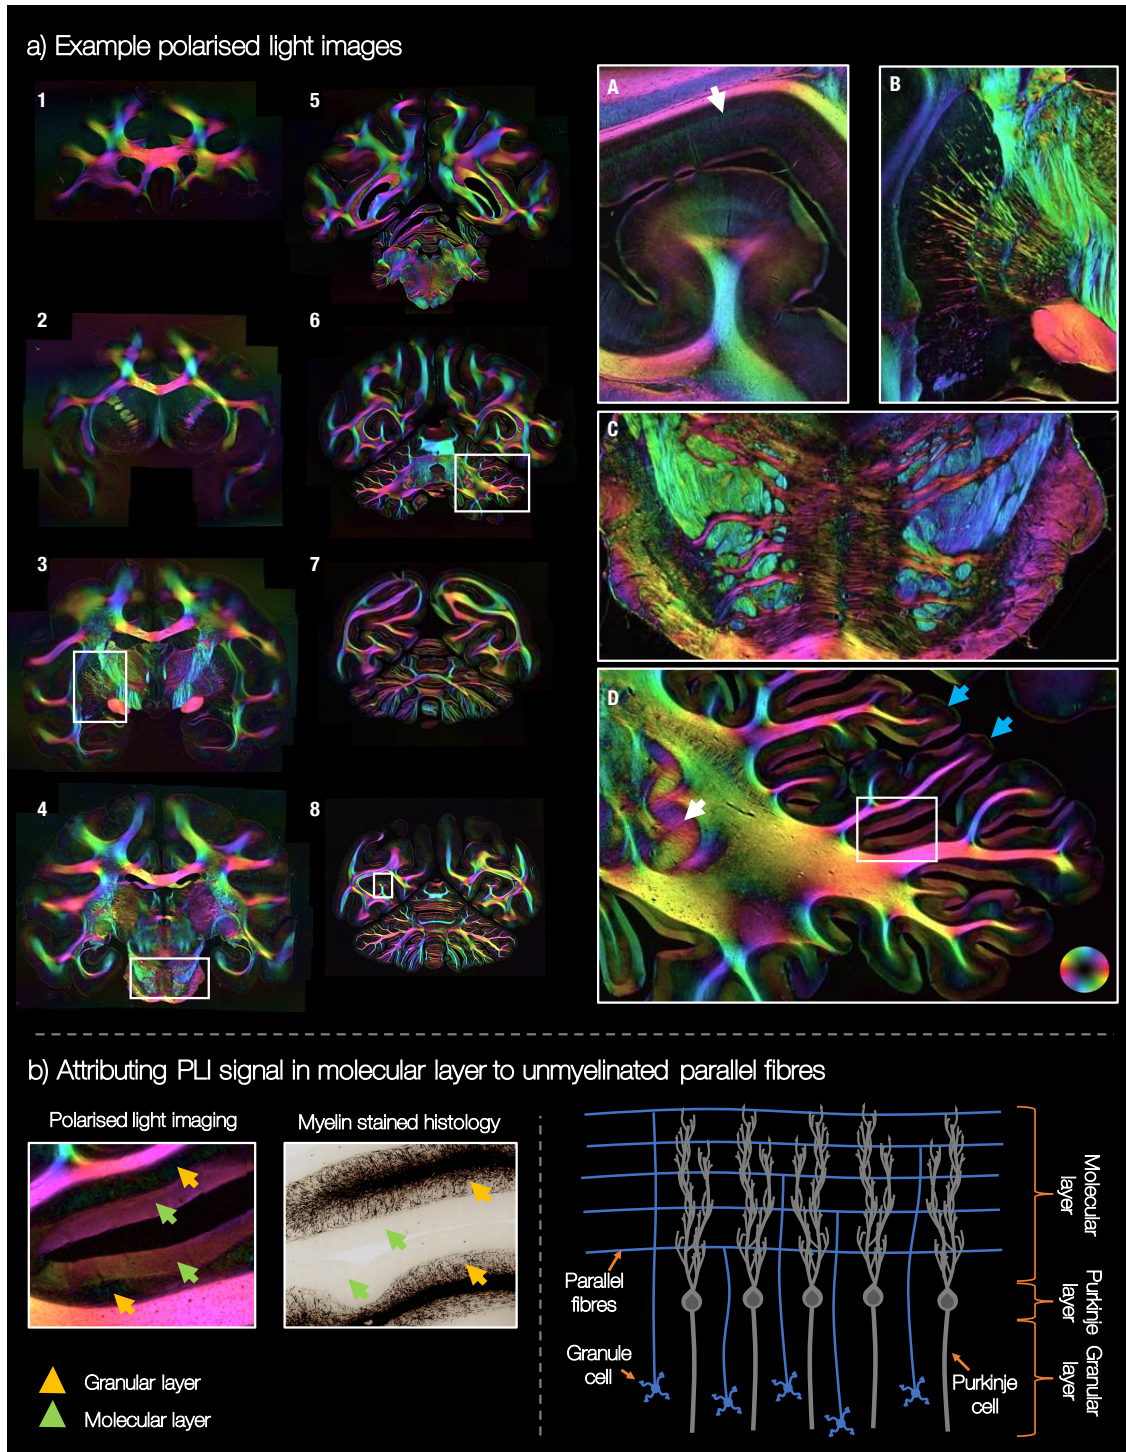 a) Example polarised light images
1
5
2
6
3
7
4
8
A
B
C
D
b) Attributing PLI signal in molecular layer to unmyelinated parallel fibres
Polarised light imaging
Myelin stained histology
Granular layer
Molecular layer
Parallel
fibres
Granule
cell
Purkinje
cell
Molecular
layer
Purkinje
layer
Granular
layer